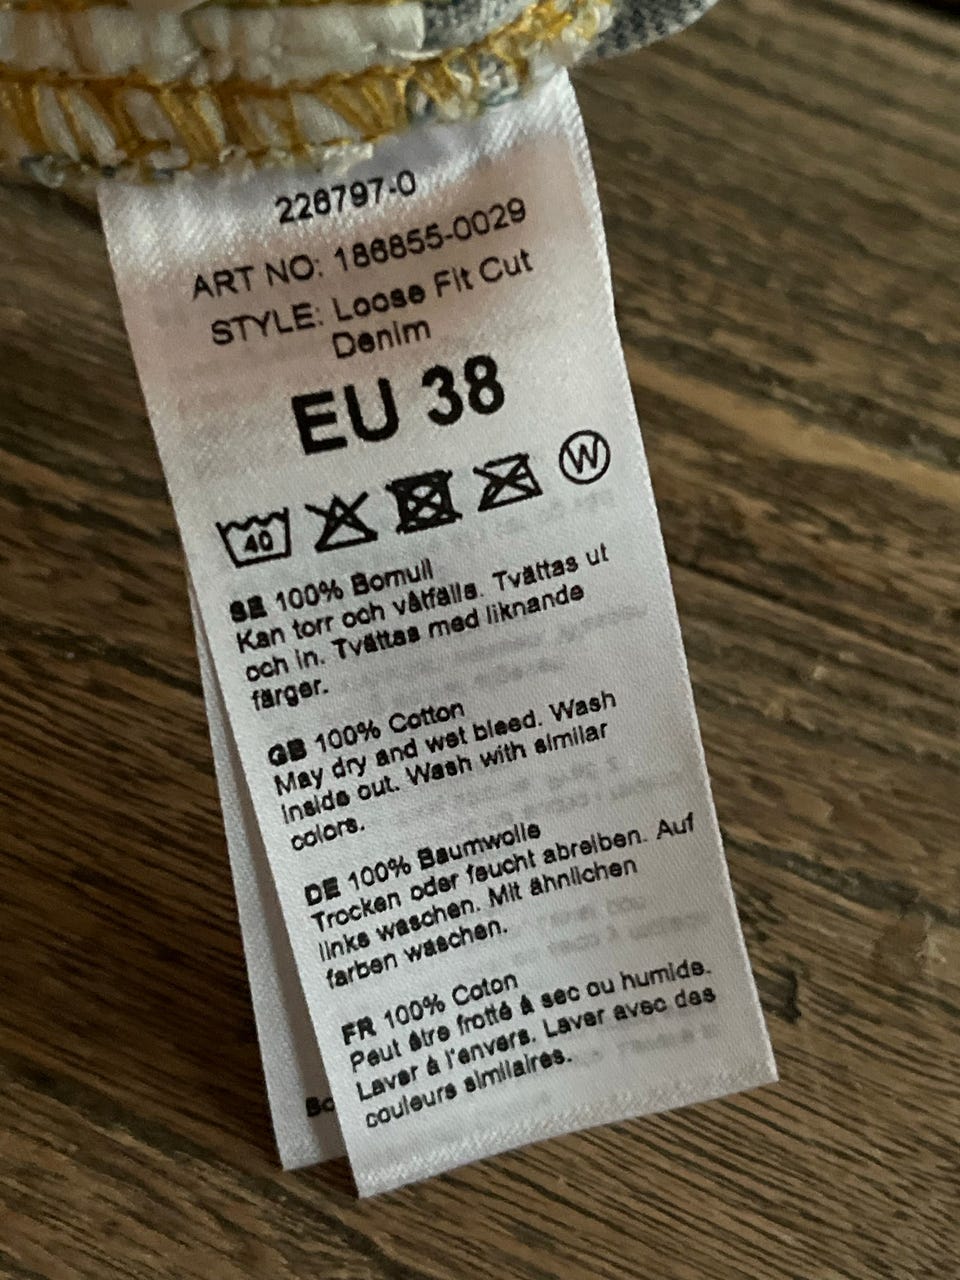 226797-0
ART NO: 186855-0029
STYLE: Loose Fit Cut
Denim
EU 38
40
W
SE 100% Bomull
Kan torr och våtfälla. Tvättas ut
och in. Tvättas med liknande
färger.
GB 100% Cotton
May dry and wet bleed. Wash
inside out. Wash with similar
colors.
DE 100% Baumwolle
Trocken oder feucht abreiben. Auf
links waschen. Mit ähnlichen
farben waschen.
FR 100% Coton
Peut être frotté à sec ou humide.
Laver à l'envers. Laver avec des
couleurs similaires.